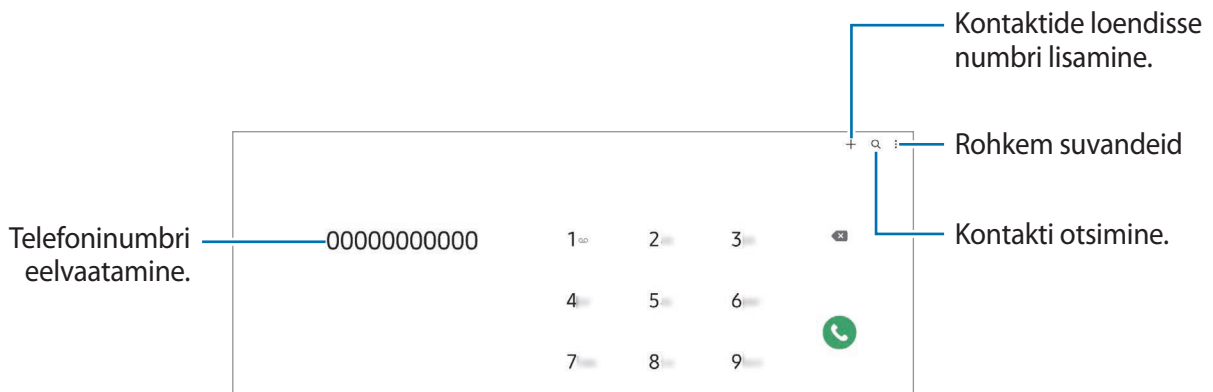 Kontaktide loendisse
numbri lisamine.
Rohkem suvandeid
Telefoninumbri
eelvaatamine.
00000000000
1 2 3
Kontakti otsimine.
4 5 6
7 8 9